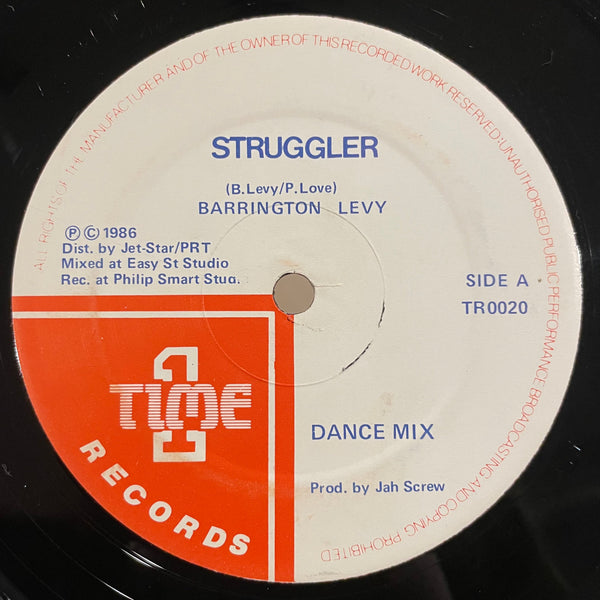 ALL RIGHTS OF THE MANUFACTURER AND OF THE OWNER OF THIS RECORDED WORK RESERVED: UNAUTHORISED PUBLIC PERFORMANCE BROADCASTING AND COPYING PROHIBITED
STRUGGLER
(B.Levy/P.Love)
BARRINGTON LEVY
Ⓟ © 1986
Dist. by Jet-Star/PRT
Mixed at Easy St Studio
Rec. at Philip Smart Stud.
SIDE A
TR0020
TIME
1
RECORDS
DANCE MIX
Prod. by Jah Screw